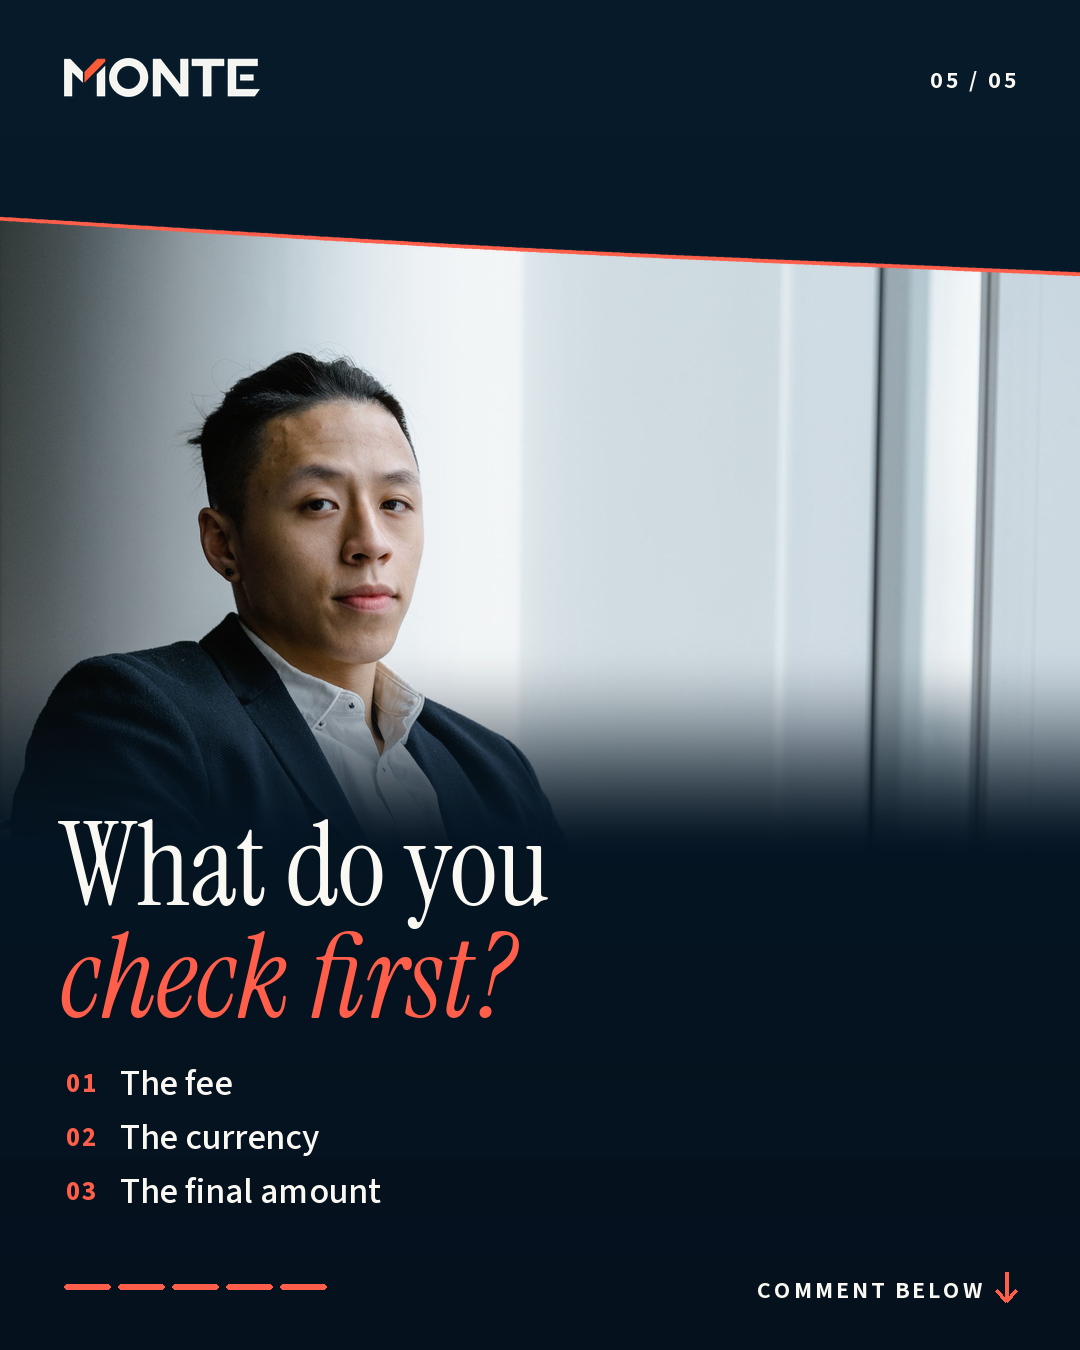 MONTE
05 / 05
What do you
check first?
01 The fee
02 The currency
03 The final amount
COMMENT BELOW